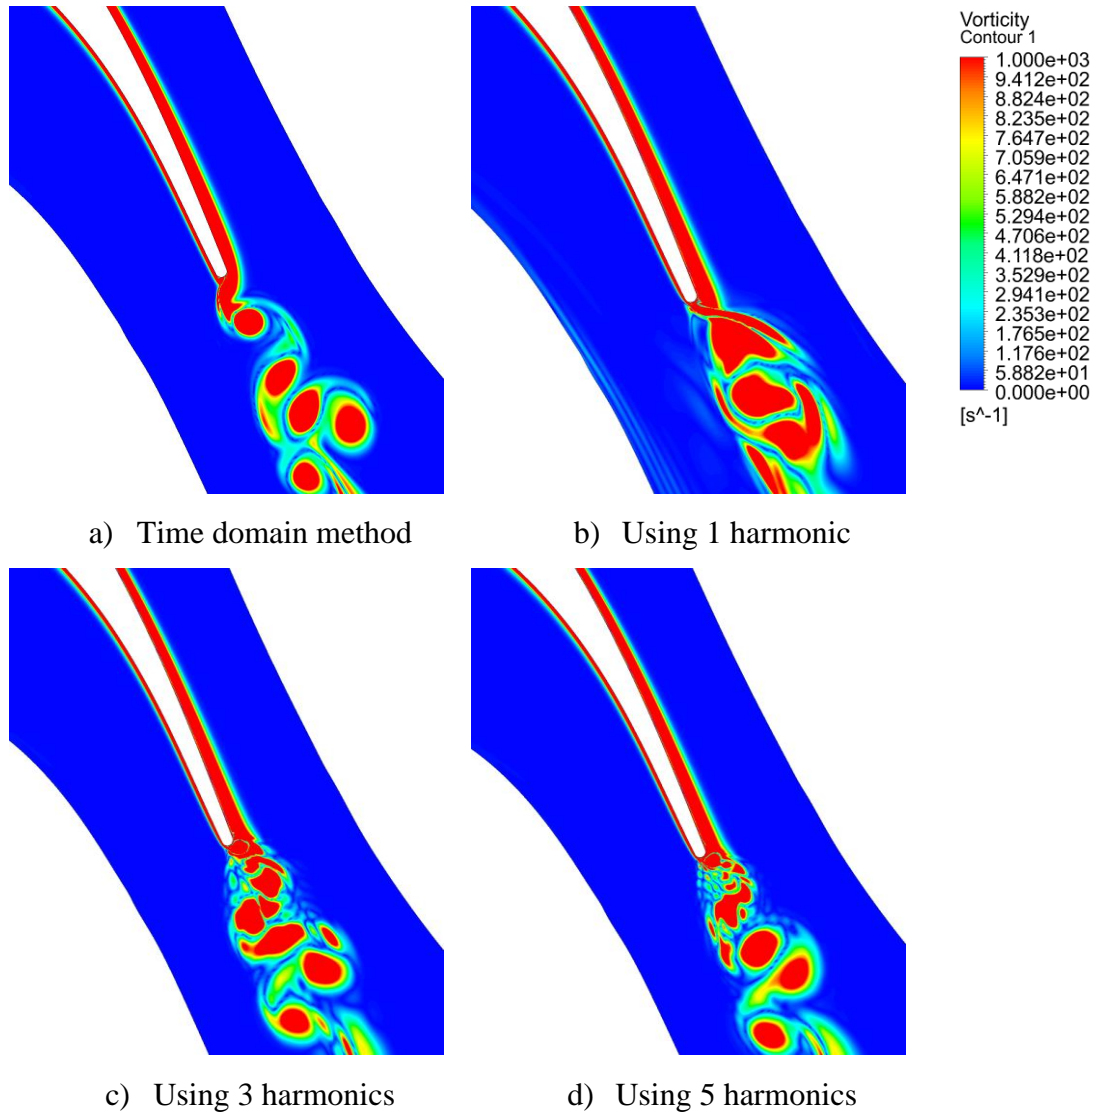 Vorticity
Contour 1
1.000e+03
9.412e+02
8.824e+02
8.235e+02
7.647e+02
7.059e+02
6.471e+02
5.882e+02
5.294e+02
4.706e+02
4.118e+02
3.529e+02
2.941e+02
2.353e+02
1.765e+02
1.176e+02
5.882e+01
0.000e+00
[s^-1]
a) Time domain method
b) Using 1 harmonic
c) Using 3 harmonics
d) Using 5 harmonics